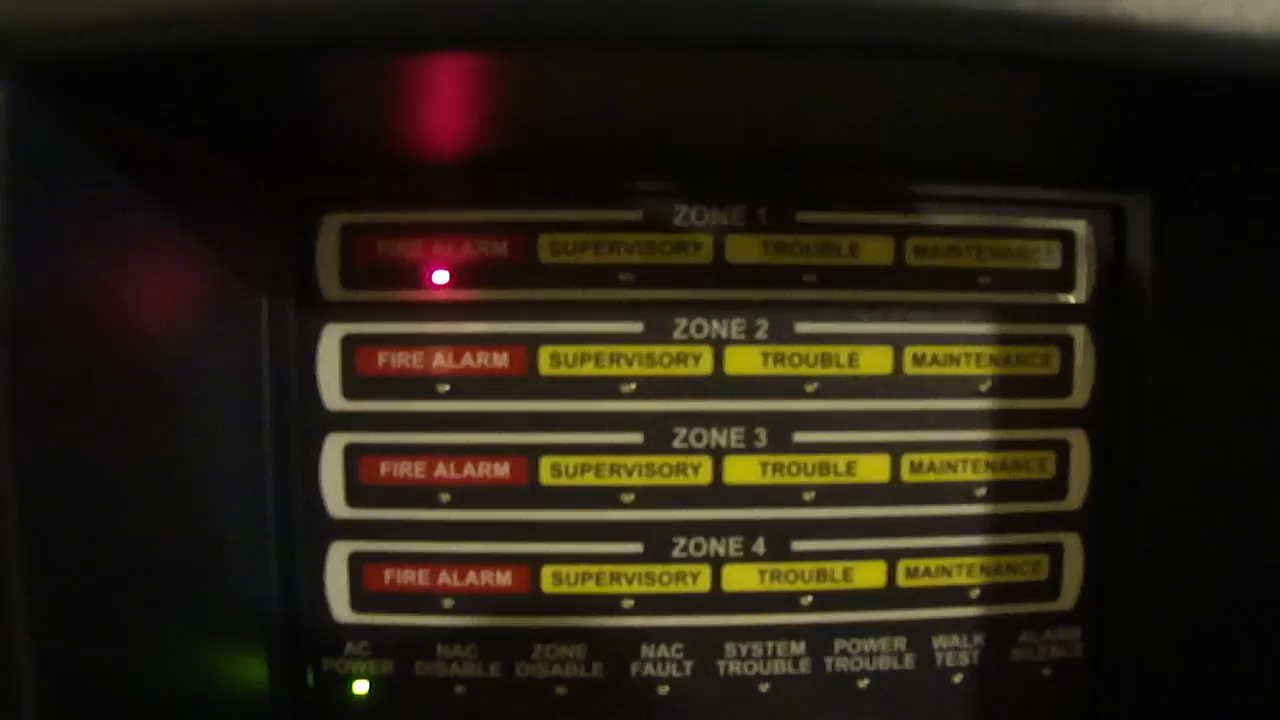 ZONE 1
FIRE ALARM SUPERVISORY TROUBLE MAINTENANCE
ZONE 2
FIRE ALARM SUPERVISORY TROUBLE MAINTENANCE
ZONE 3
FIRE ALARM SUPERVISORY TROUBLE MAINTENANCE
ZONE 4
FIRE ALARM SUPERVISORY TROUBLE MAINTENANCE
AC POWER
NAC DISABLE
ZONE DISABLE
NAC FAULT
SYSTEM TROUBLE
POWER TROUBLE
WALK TEST
ALARM SILENCE